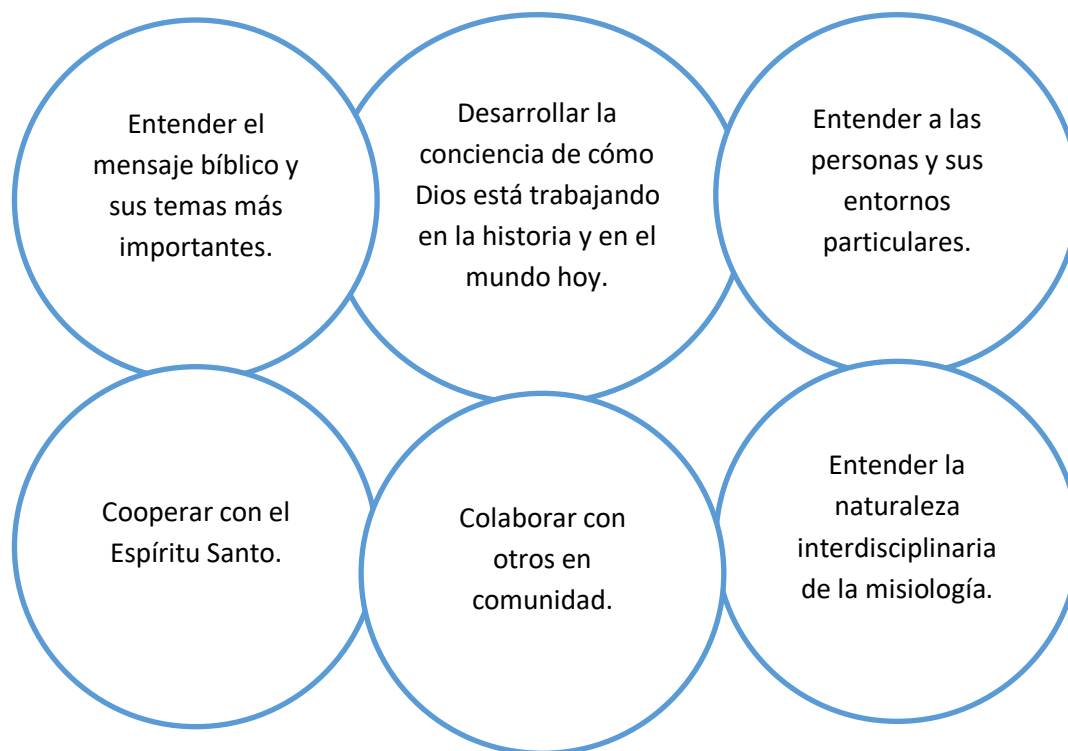 Entender el
mensaje bíblico y
sus temas más
importantes.
Desarrollar la
conciencia de cómo
Dios está trabajando
en la historia y en el
mundo hoy.
Entender a las
personas y sus
entornos
particulares.
Cooperar con el
Espíritu Santo.
Colaborar con
otros en
comunidad.
Entender la
naturaleza
interdisciplinaria
de la misiología.